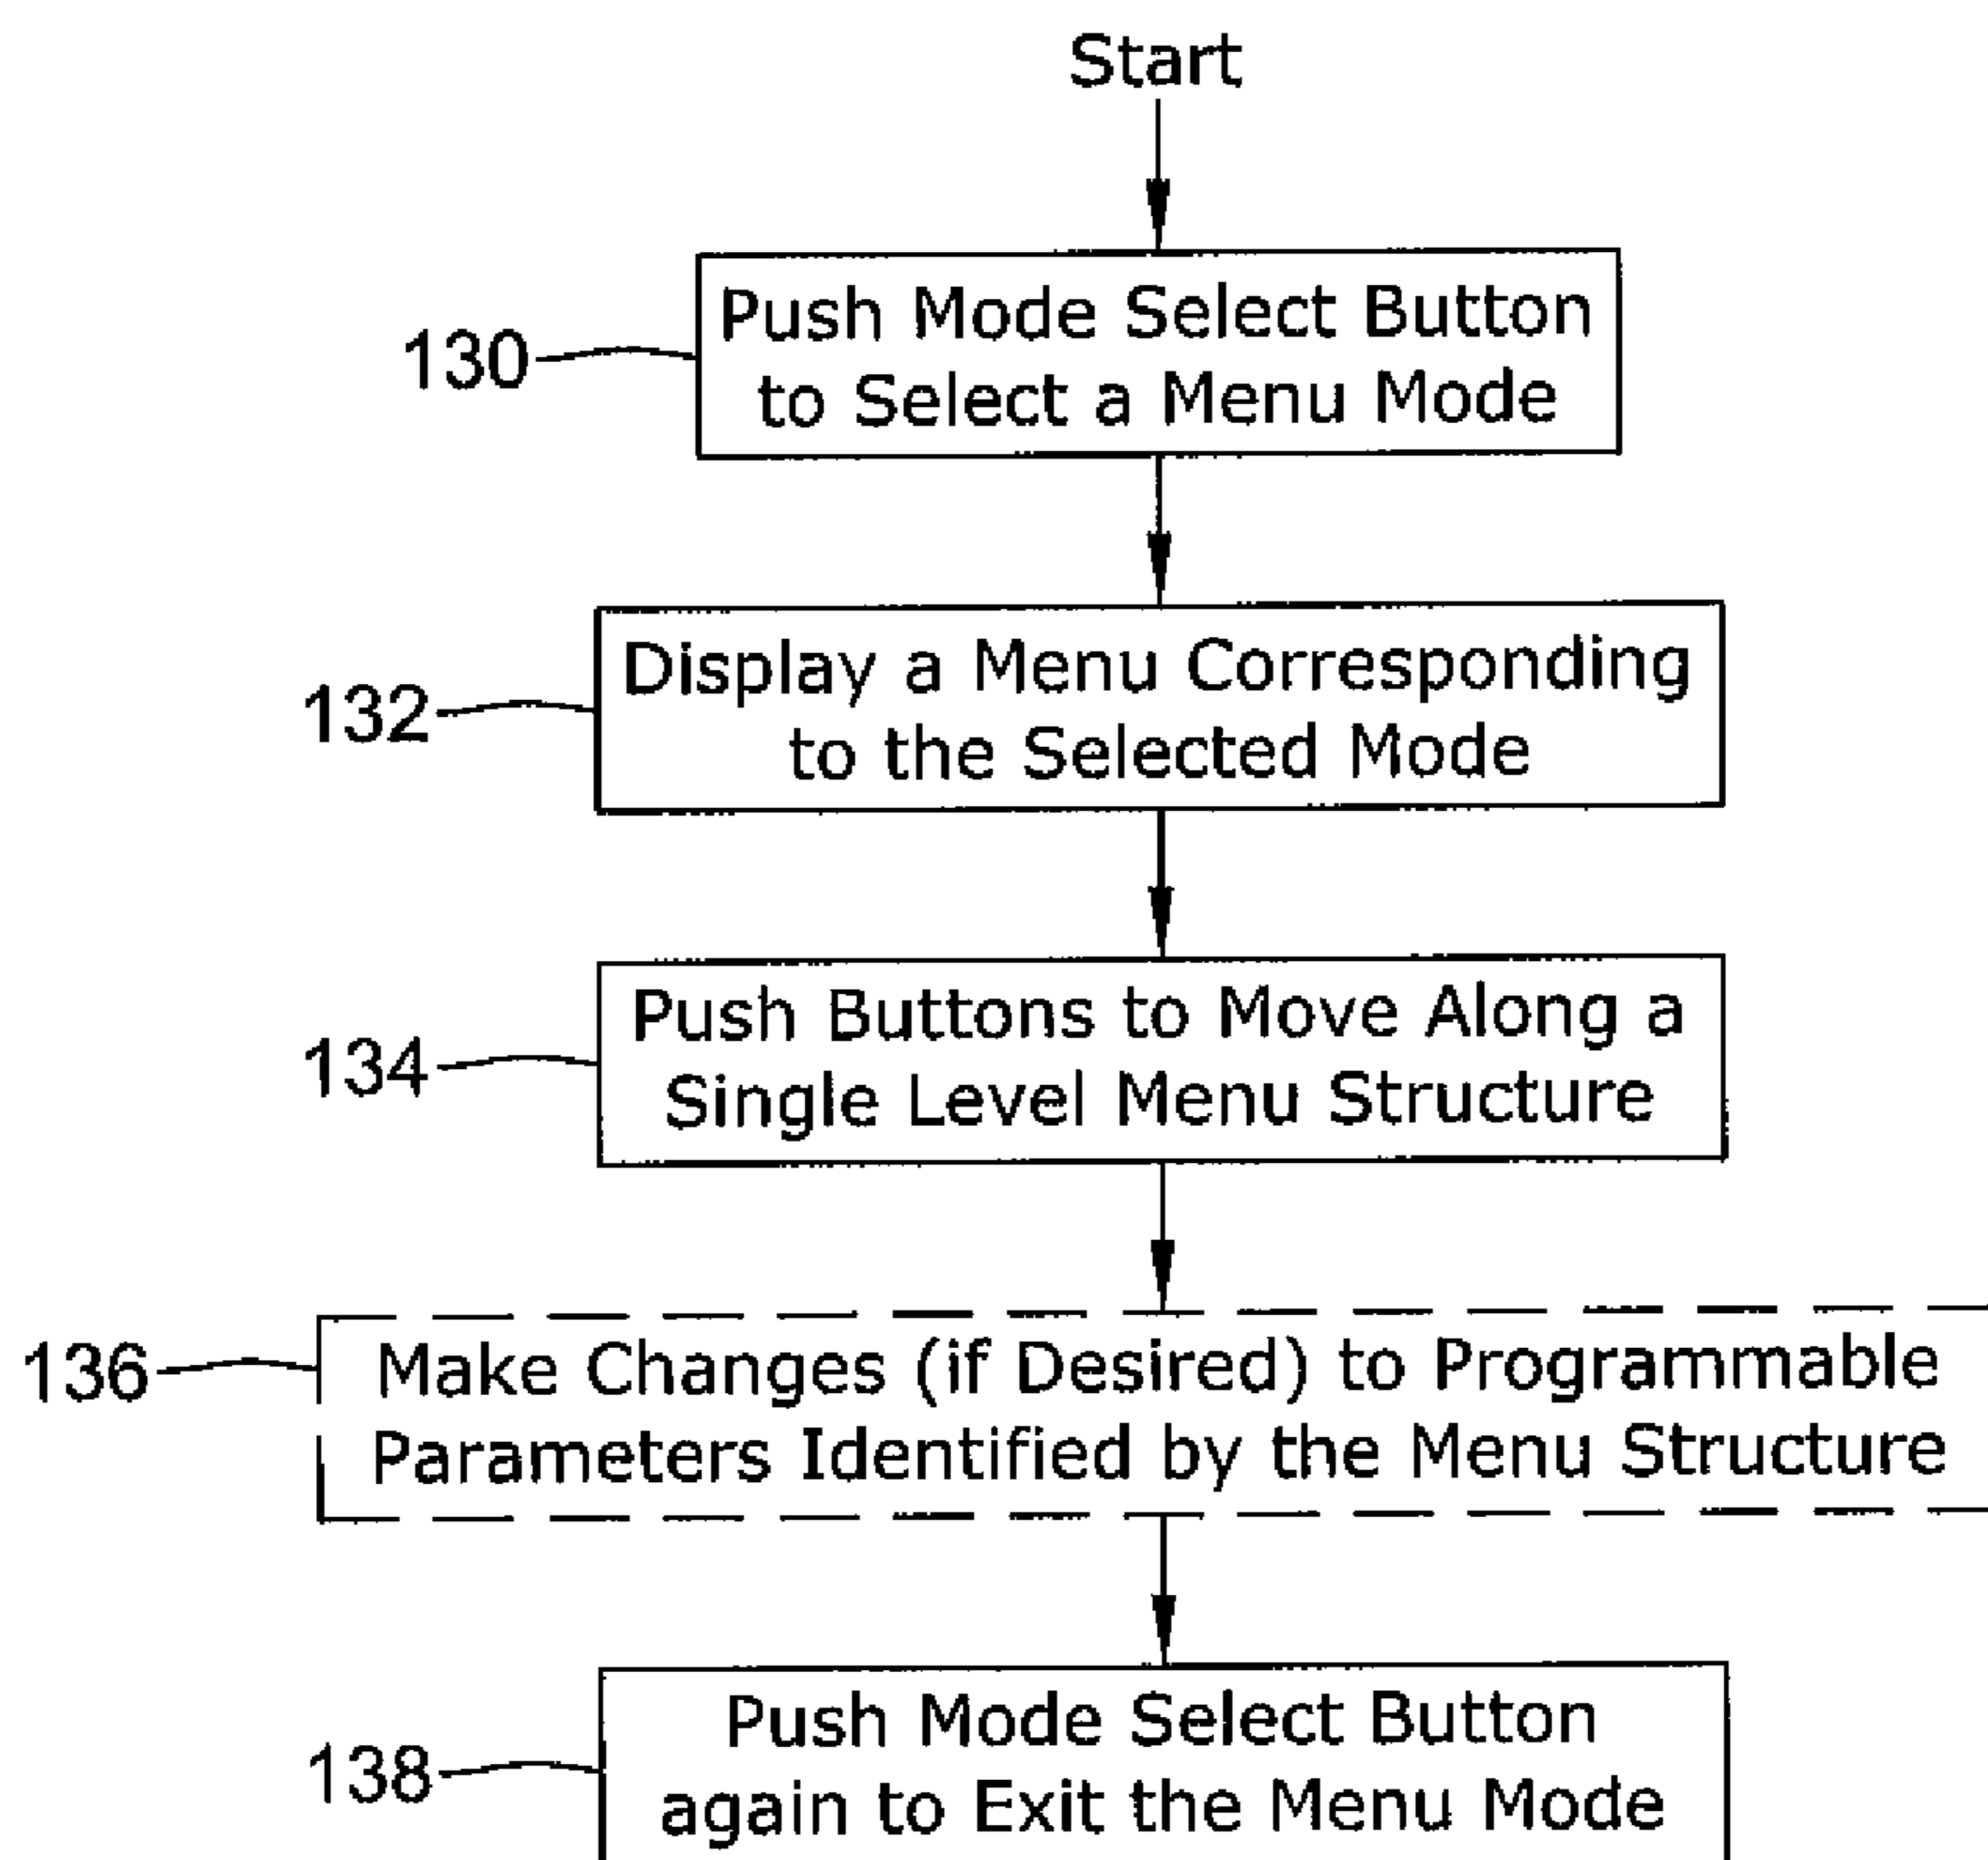 Start
130
Push Mode Select Button
to Select a Menu Mode
132
Display a Menu Corresponding
to the Selected Mode
134
Push Buttons to Move Along a
Single Level Menu Structure
136
Make Changes (if Desired) to Programmable
Parameters Identified by the Menu Structure
138
Push Mode Select Button
again to Exit the Menu Mode